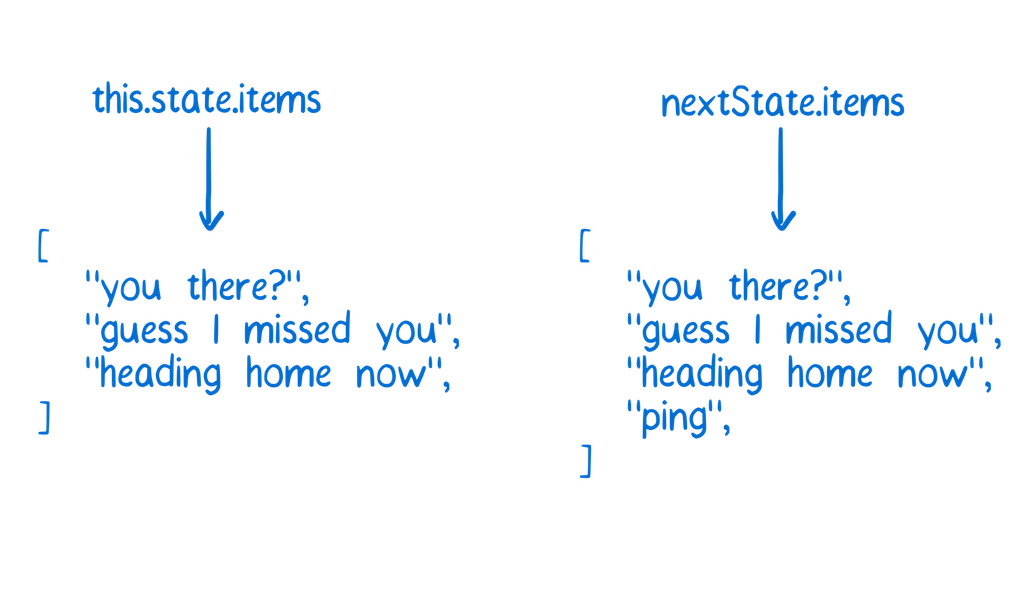 this.state.items
[
"you there?",
"guess I missed you",
"heading home now",
]
nextState.items
[
"you there?",
"guess I missed you",
"heading home now",
"ping",
]